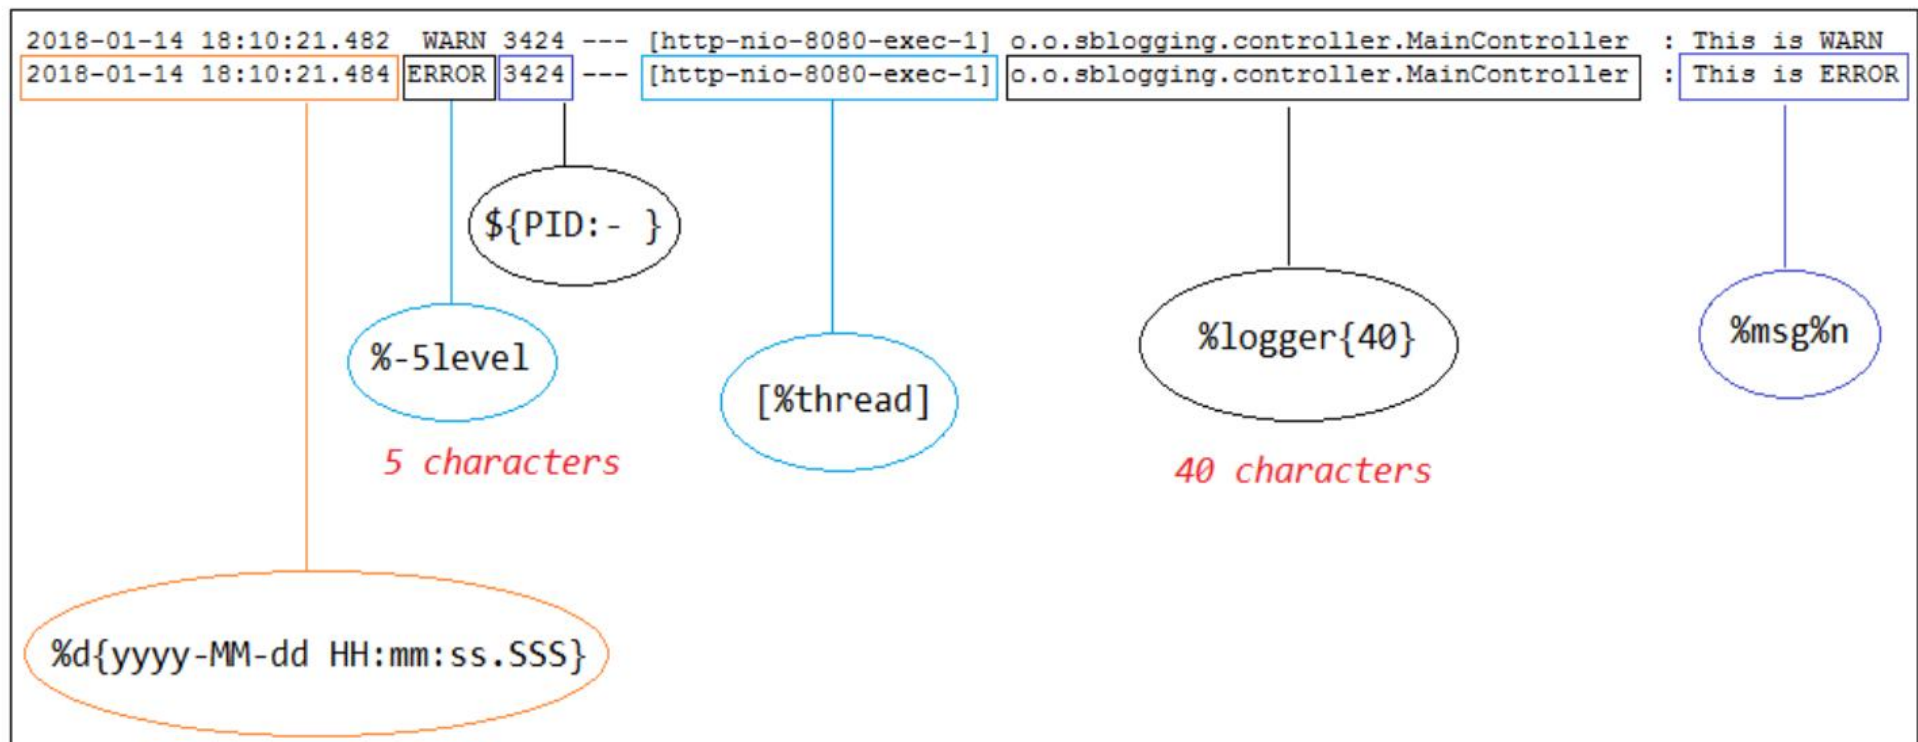 2018-01-14 18:10:21.482  WARN 3424 --- [http-nio-8080-exec-1] o.o.sblogging.controller.MainController  : This is WARN
2018-01-14 18:10:21.484 ERROR 3424 --- [http-nio-8080-exec-1] o.o.sblogging.controller.MainController  : This is ERROR
${PID:- }
%-5level
[%thread]
%logger{40}
%msg%n
5 characters
40 characters
%d{yyyy-MM-dd HH:mm:ss.SSS}